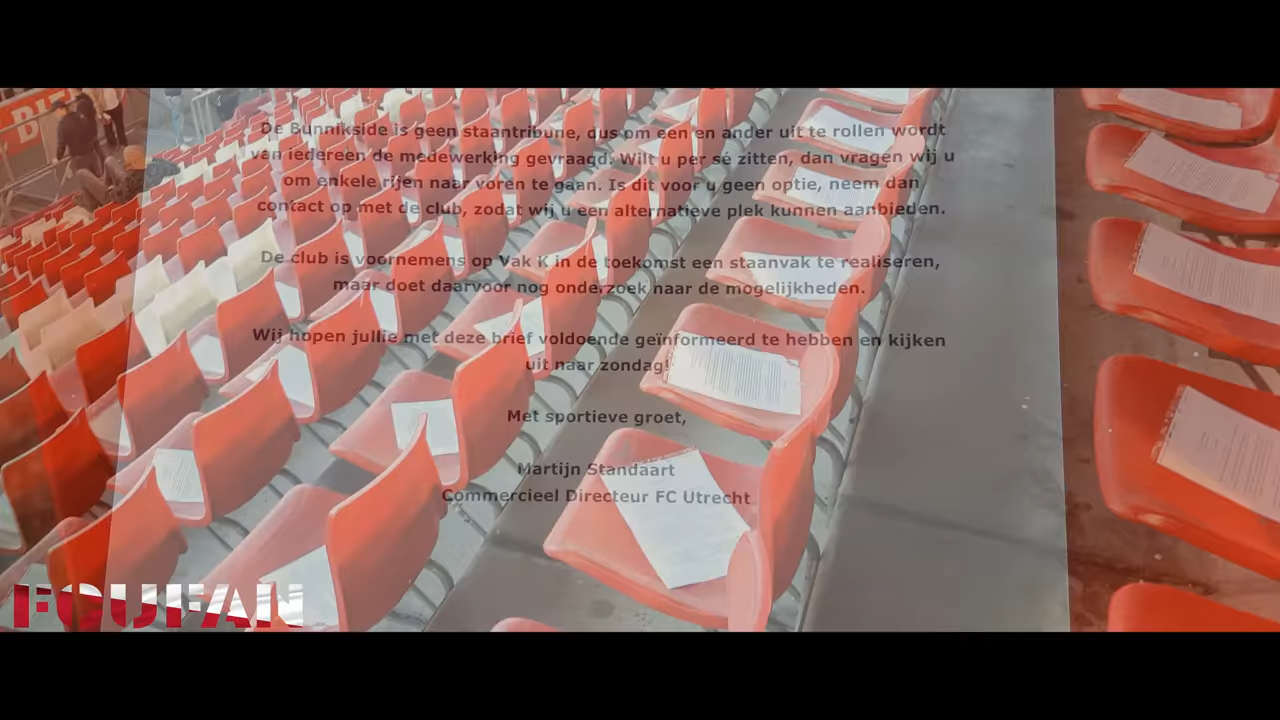 De Bunnikside is geen staantribune, dus om een en ander uit te rollen wordt
van iedereen de medewerking gevraagd. Wilt u per sé zitten, dan vragen wij u
om enkele rijen naar voren te gaan. Is dit voor u geen optie, neem dan
contact op met de club, zodat wij u een alternatieve plek kunnen aanbieden.
De club is voornemens op Vak K in de toekomst een staanvak te realiseren,
maar doet daarvoor nog onderzoek naar de mogelijkheden.
Wij hopen jullie met deze brief voldoende geïnformeerd te hebben en kijken
uit naar zondag!
Met sportieve groet,
Martijn Standaart
Commercieel Directeur FC Utrecht
FCUFAN